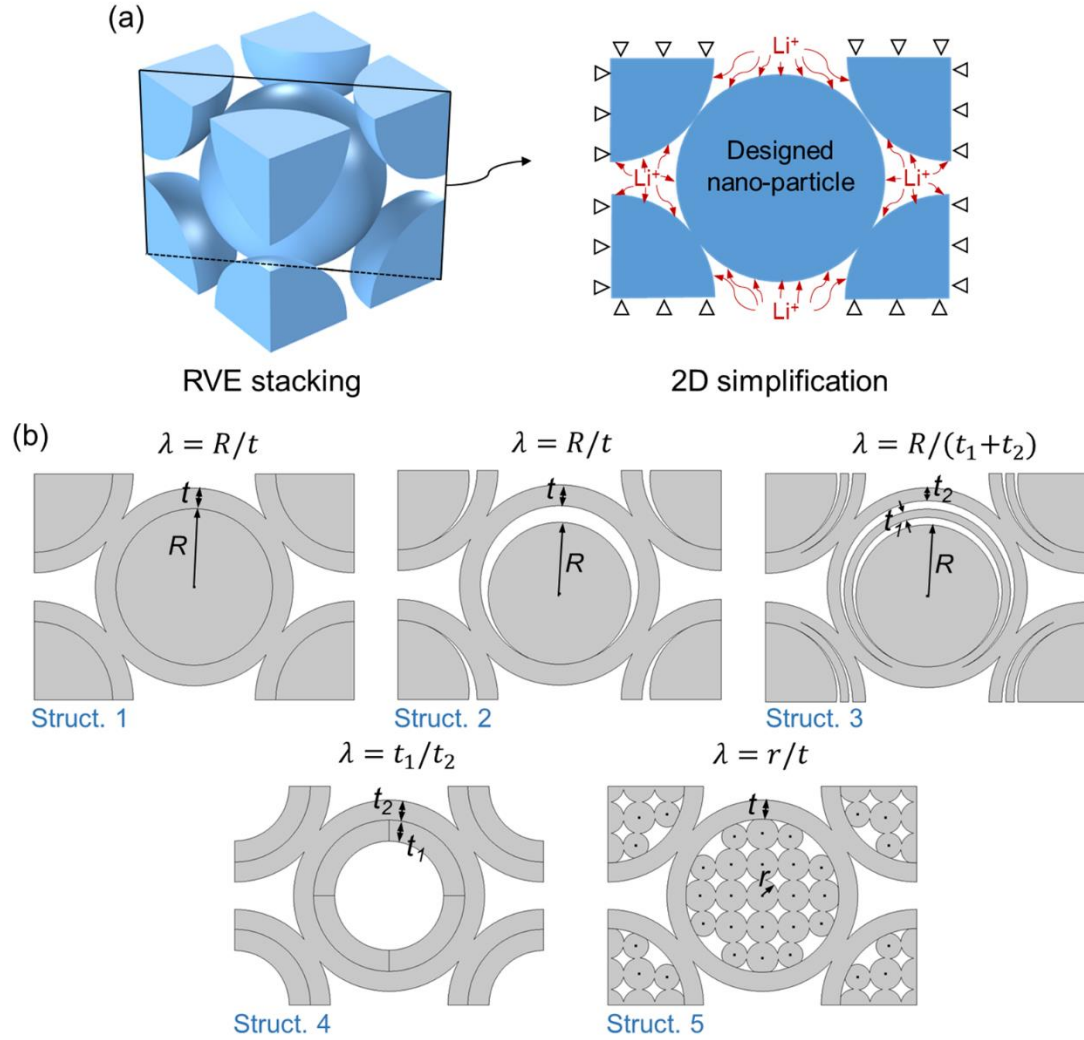 (a)
Li⁺
Designed
nano-particle
Li⁺
Li⁺
Li⁺
RVE stacking
2D simplification
(b)
λ = R/t
λ = R/t
λ = R/(t₁+t₂)
t
R
t
R
t₂
t₁
R
Struct. 1
Struct. 2
Struct. 3
λ = t₁/t₂
λ = r/t
t₂
t₁
t
r
Struct. 4
Struct. 5